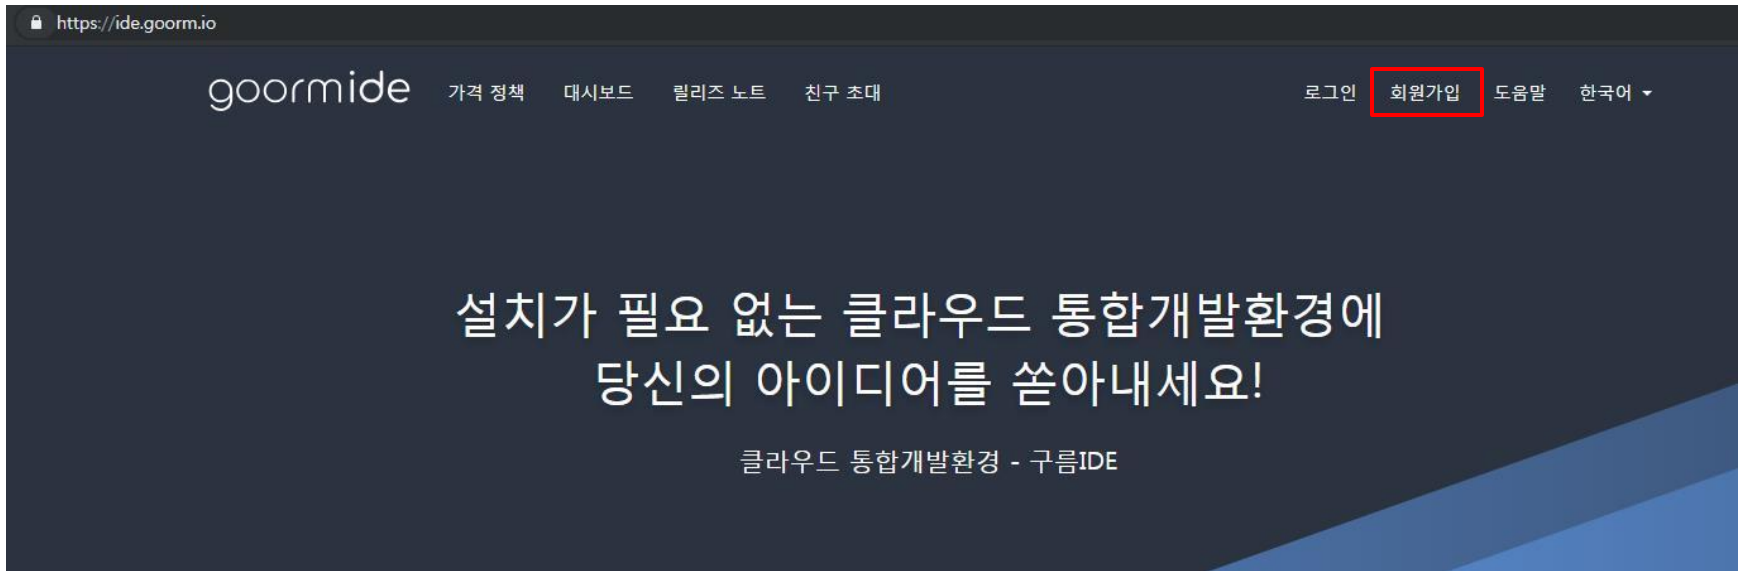 https://ide.goorm.io
goormide 가격 정책 대시보드 릴리즈 노트 친구 초대 로그인 회원가입 도움말 한국어
설치가 필요 없는 클라우드 통합개발환경에
당신의 아이디어를 쏟아내세요!
클라우드 통합개발환경 - 구름IDE